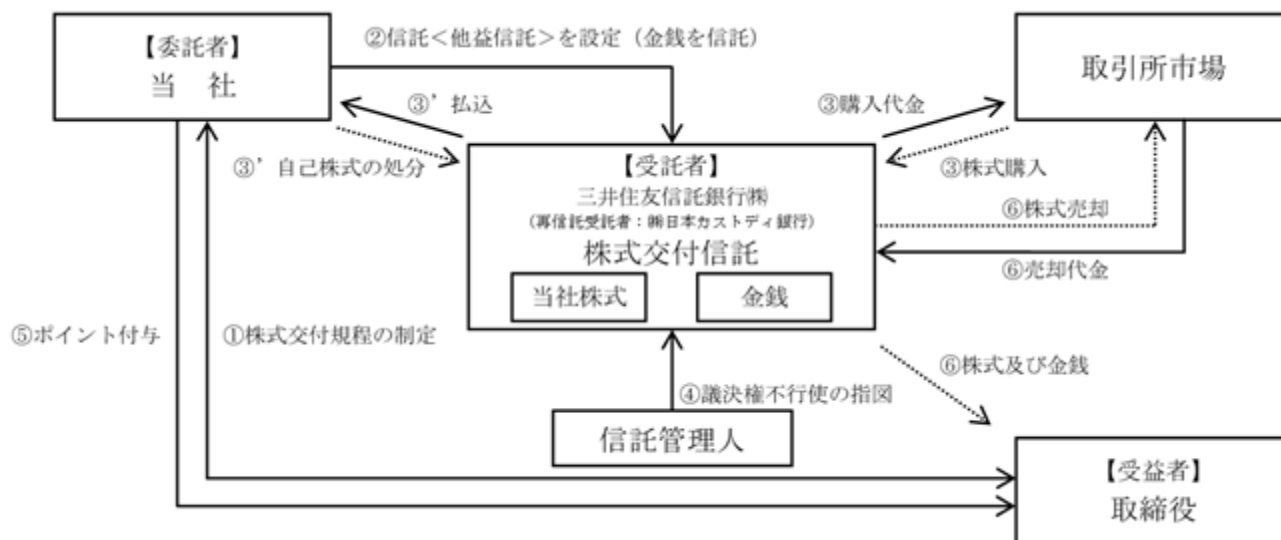 【委託者】
当 社
②信託＜他益信託＞を設定（金銭を信託）
取引所市場
③’払込
③購入代金
③’自己株式の処分
③株式購入
【受託者】
三井住友信託銀行㈱
（再信託受託者：㈱日本カストディ銀行）
株式交付信託
当社株式
金銭
⑥株式売却
⑥売却代金
⑤ポイント付与
①株式交付規程の制定
⑥株式及び金銭
④議決権不行使の指図
信託管理人
【受益者】
取締役